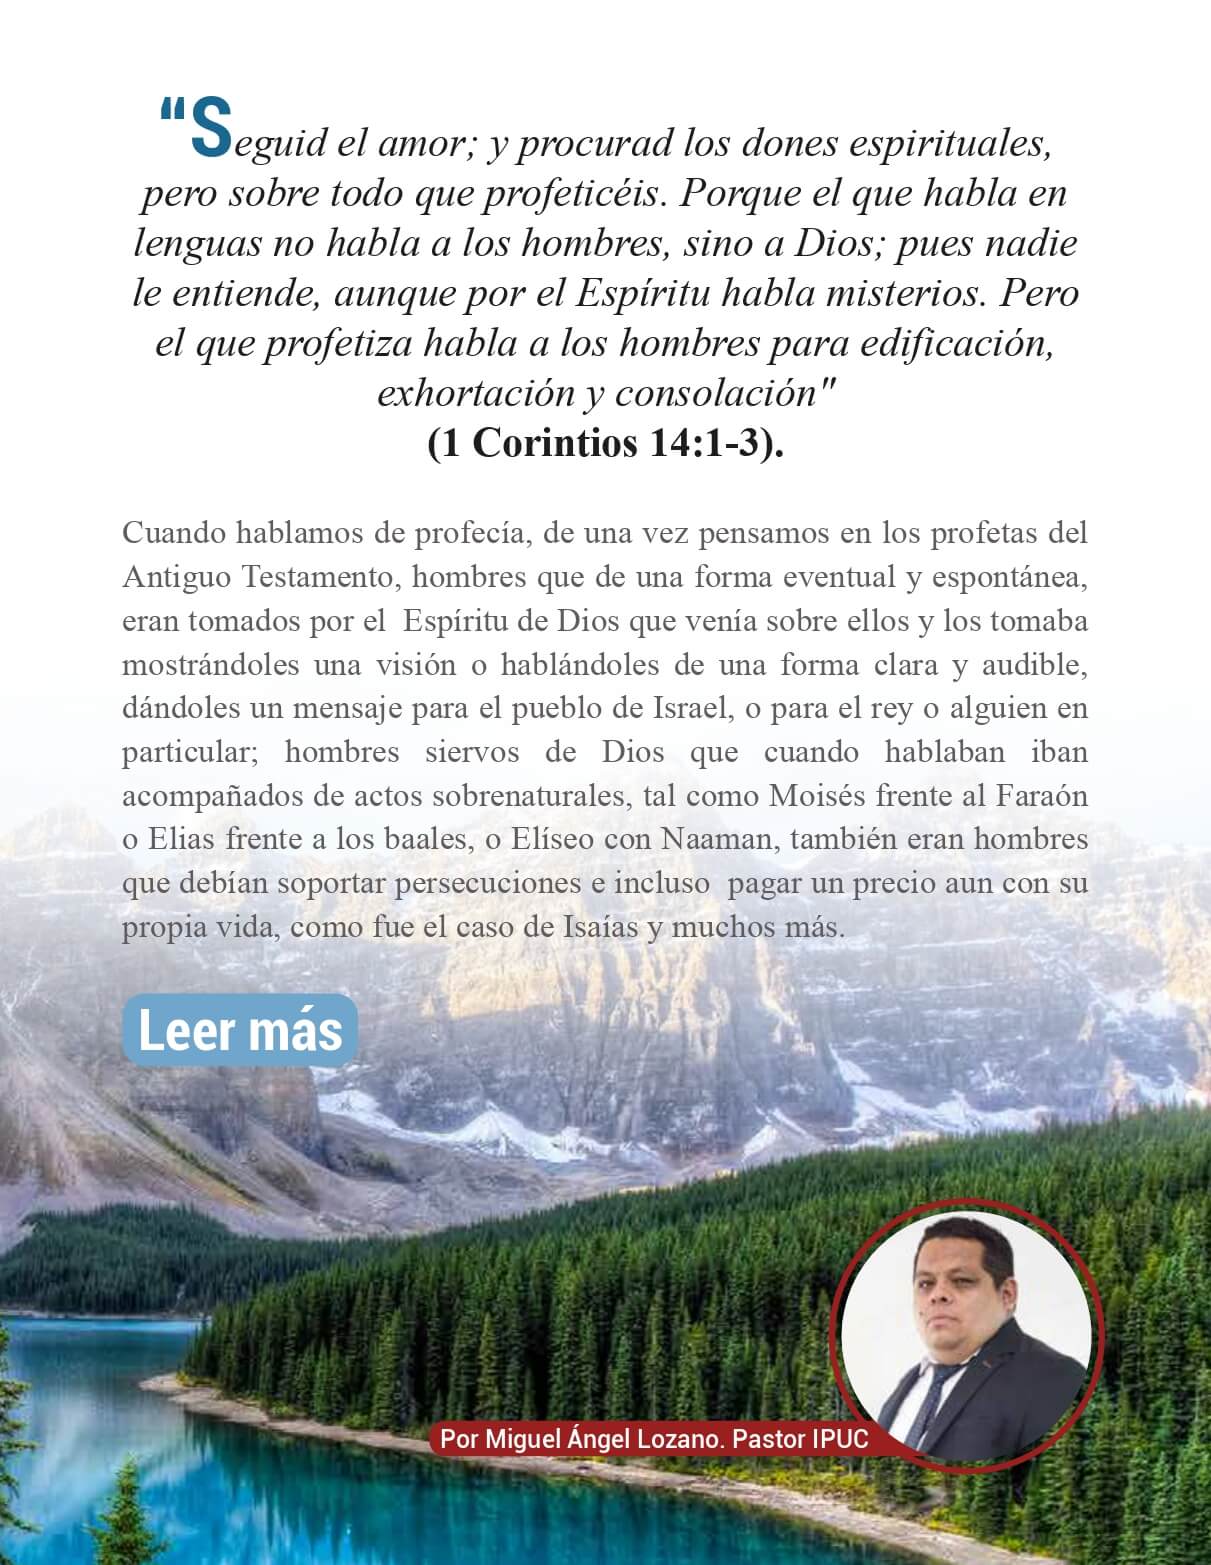 “Seguid el amor; y procurad los dones espirituales,
pero sobre todo que profeticéis. Porque el que habla en
lenguas no habla a los hombres, sino a Dios; pues nadie
le entiende, aunque por el Espíritu habla misterios. Pero
el que profetiza habla a los hombres para edificación,
exhortación y consolación"
(1 Corintios 14:1-3).
Cuando hablamos de profecía, de una vez pensamos en los profetas del
Antiguo Testamento, hombres que de una forma eventual y espontánea,
eran tomados por el  Espíritu de Dios que venía sobre ellos y los tomaba
mostrándoles una visión o hablándoles de una forma clara y audible,
dándoles un mensaje para el pueblo de Israel, o para el rey o alguien en
particular; hombres siervos de Dios que cuando hablaban iban
acompañados de actos sobrenaturales, tal como Moisés frente al Faraón
o Elias frente a los baales, o Elíseo con Naaman, también eran hombres
que debían soportar persecuciones e incluso  pagar un precio aun con su
propia vida, como fue el caso de Isaías y muchos más.
Leer más
Por Miguel Ángel Lozano. Pastor IPUC